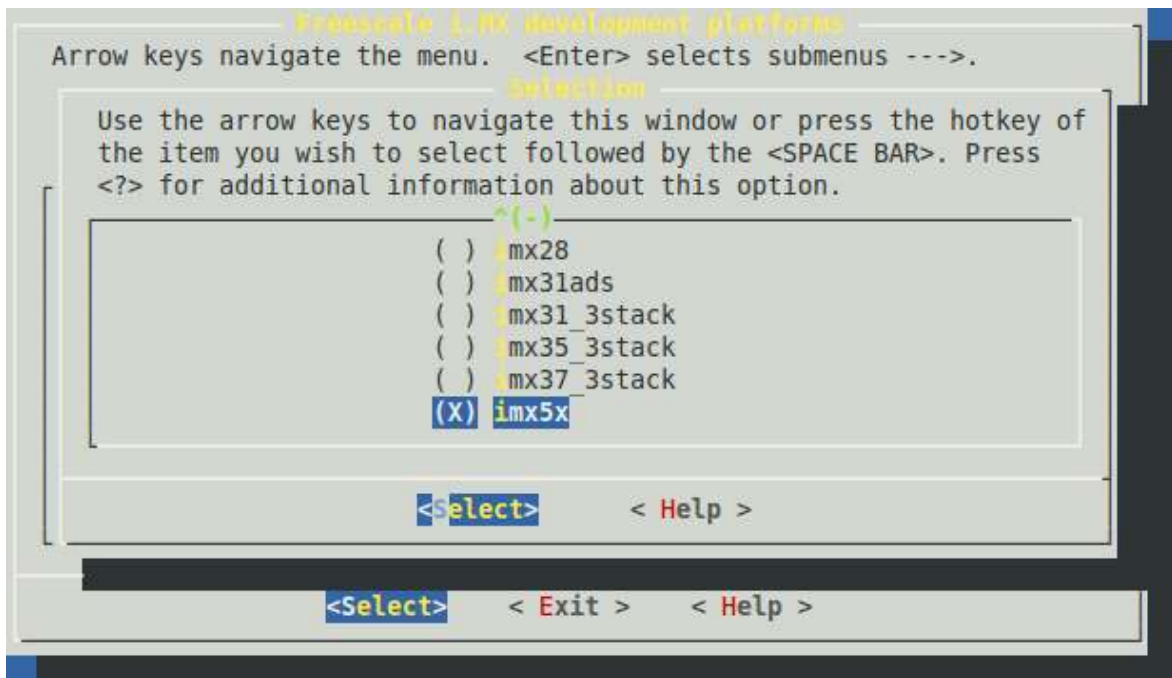 Freescale i.MX development platforms
Arrow keys navigate the menu. <Enter> selects submenus --->.
Selection
Use the arrow keys to navigate this window or press the hotkey of
the item you wish to select followed by the <SPACE BAR>. Press
<?> for additional information about this option.
^(-)
( ) imx28
( ) imx31ads
( ) imx31_3stack
( ) imx35_3stack
( ) imx37_3stack
(X) imx5x
<Select> < Help >
<Select> < Exit > < Help >